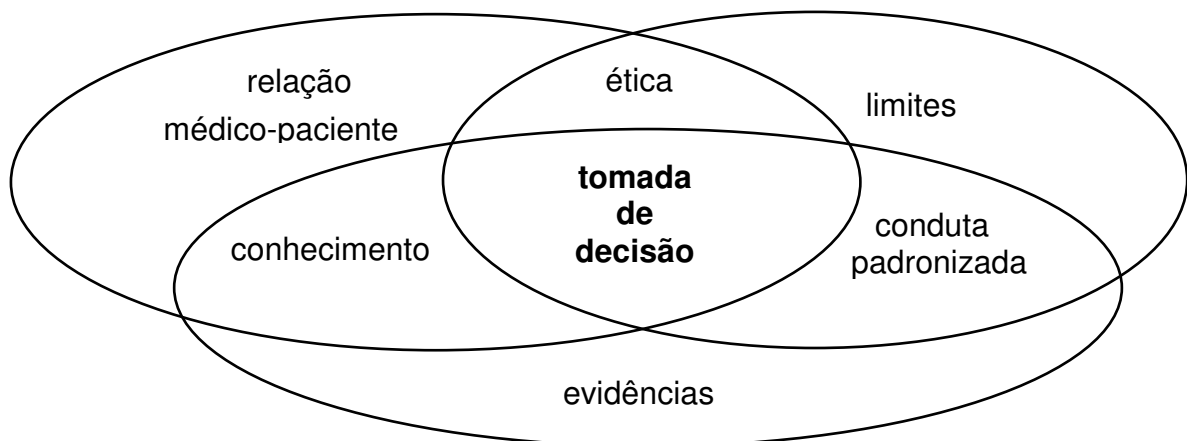 relação
médico-paciente
ética
limites
tomada
de
decisão
conhecimento
conduta
padronizada
evidências